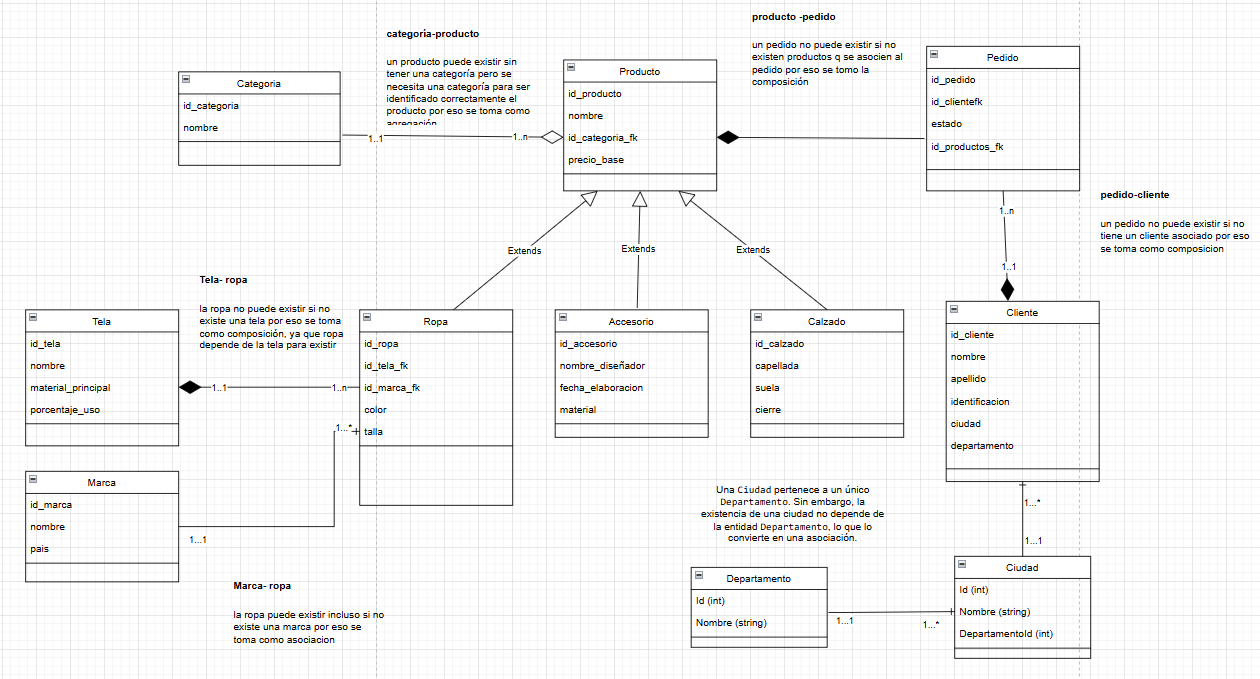 producto -pedido
un pedido no puede existir si no
existen productos q se asocien al
pedido por eso se tomo la
composición
categoria-producto
un producto puede existir sin
tener una categoría pero se
necesita una categoría para ser
identificado correctamente el
producto por eso se toma como
agregación
Categoria
id_categoria
nombre
1..1
1..n
Producto
id_producto
nombre
id_categoria_fk
precio_base
Pedido
id_pedido
id_clientefk
estado
id_productos_fk
pedido-cliente
un pedido no puede existir si no
tiene un cliente asociado por eso
se toma como composicion
1..n
1..1
Extends
Extends
Extends
Tela- ropa
la ropa no puede existir si no
existe una tela por eso se toma
como composición, ya que ropa
depende de la tela para existir
Tela
id_tela
nombre
material_principal
porcentaje_uso
1..1
1..n
Ropa
id_ropa
id_tela_fk
id_marca_fk
color
talla
1...*
Accesorio
id_accesorio
nombre_diseñador
fecha_elaboracion
material
Calzado
id_calzado
capellada
suela
cierre
Cliente
id_cliente
nombre
apellido
identificacion
ciudad
departamento
Marca
id_marca
nombre
pais
1...1
Marca- ropa
la ropa puede existir incluso si no
existe una marca por eso se
toma como asociacion
Una Ciudad pertenece a un único
Departamento. Sin embargo, la
existencia de una ciudad no depende de
la entidad Departamento, lo que lo
convierte en una asociación.
1...*
1...1
Departamento
Id (int)
Nombre (string)
1...1
1...*
Ciudad
Id (int)
Nombre (string)
DepartamentoId (int)